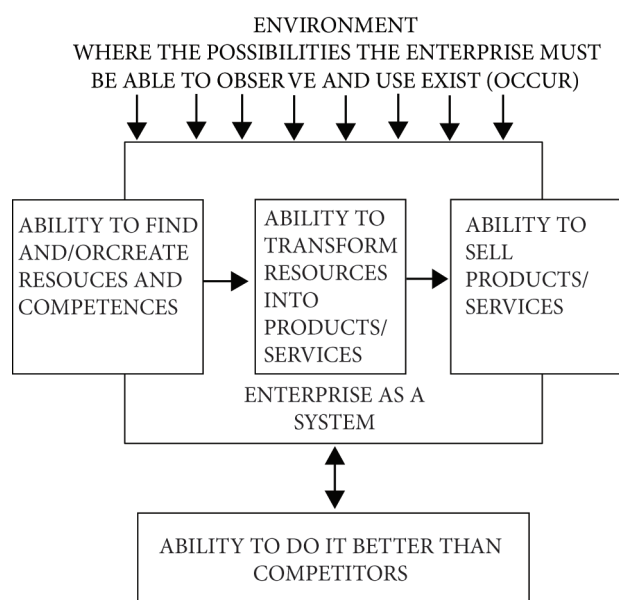 ENVIRONMENT
WHERE THE POSSIBILITIES THE ENTERPRISE MUST
BE ABLE TO OBSERVE AND USE EXIST (OCCUR)
ABILITY TO FIND
AND/ORCREATE
RESOUCES AND
COMPETENCES
ABILITY TO
TRANSFORM
RESOURCES
INTO
PRODUCTS/
SERVICES
ABILITY TO
SELL
PRODUCTS/
SERVICES
ENTERPRISE AS A
SYSTEM
ABILITY TO DO IT BETTER THAN
COMPETITORS